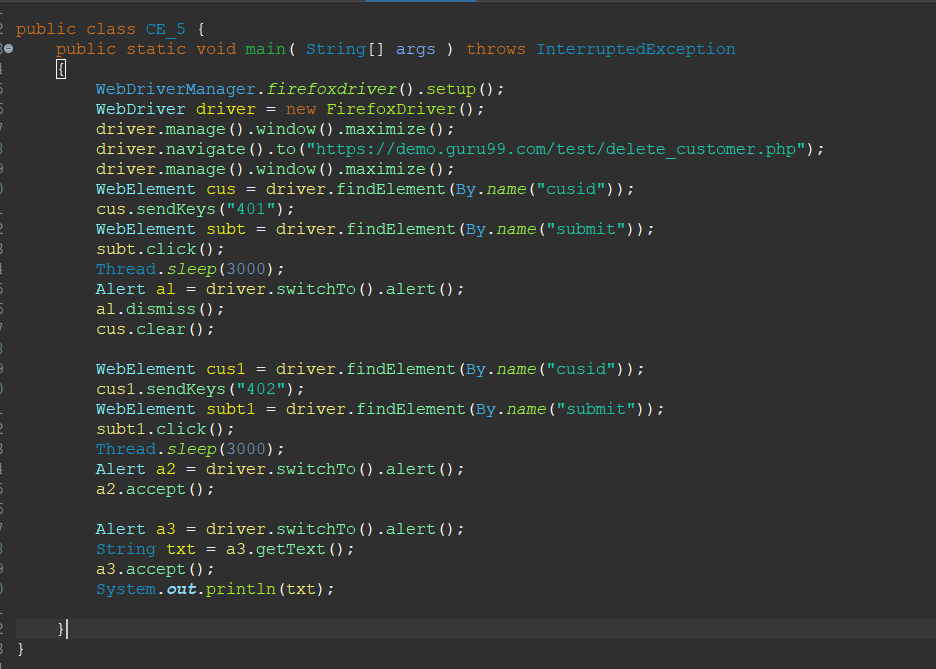 public class CE_5 {
    public static void main( String[] args ) throws InterruptedException
    {
        WebDriverManager.firefoxdriver().setup();
        WebDriver driver = new FirefoxDriver();
        driver.manage().window().maximize();
        driver.navigate().to("https://demo.guru99.com/test/delete_customer.php");
        driver.manage().window().maximize();
        WebElement cus = driver.findElement(By.name("cusid"));
        cus.sendKeys("401");
        WebElement subt = driver.findElement(By.name("submit"));
        subt.click();
        Thread.sleep(3000);
        Alert al = driver.switchTo().alert();
        al.dismiss();
        cus.clear();

        WebElement cus1 = driver.findElement(By.name("cusid"));
        cus1.sendKeys("402");
        WebElement subt1 = driver.findElement(By.name("submit"));
        subt1.click();
        Thread.sleep(3000);
        Alert a2 = driver.switchTo().alert();
        a2.accept();

        Alert a3 = driver.switchTo().alert();
        String txt = a3.getText();
        a3.accept();
        System.out.println(txt);

    }
}